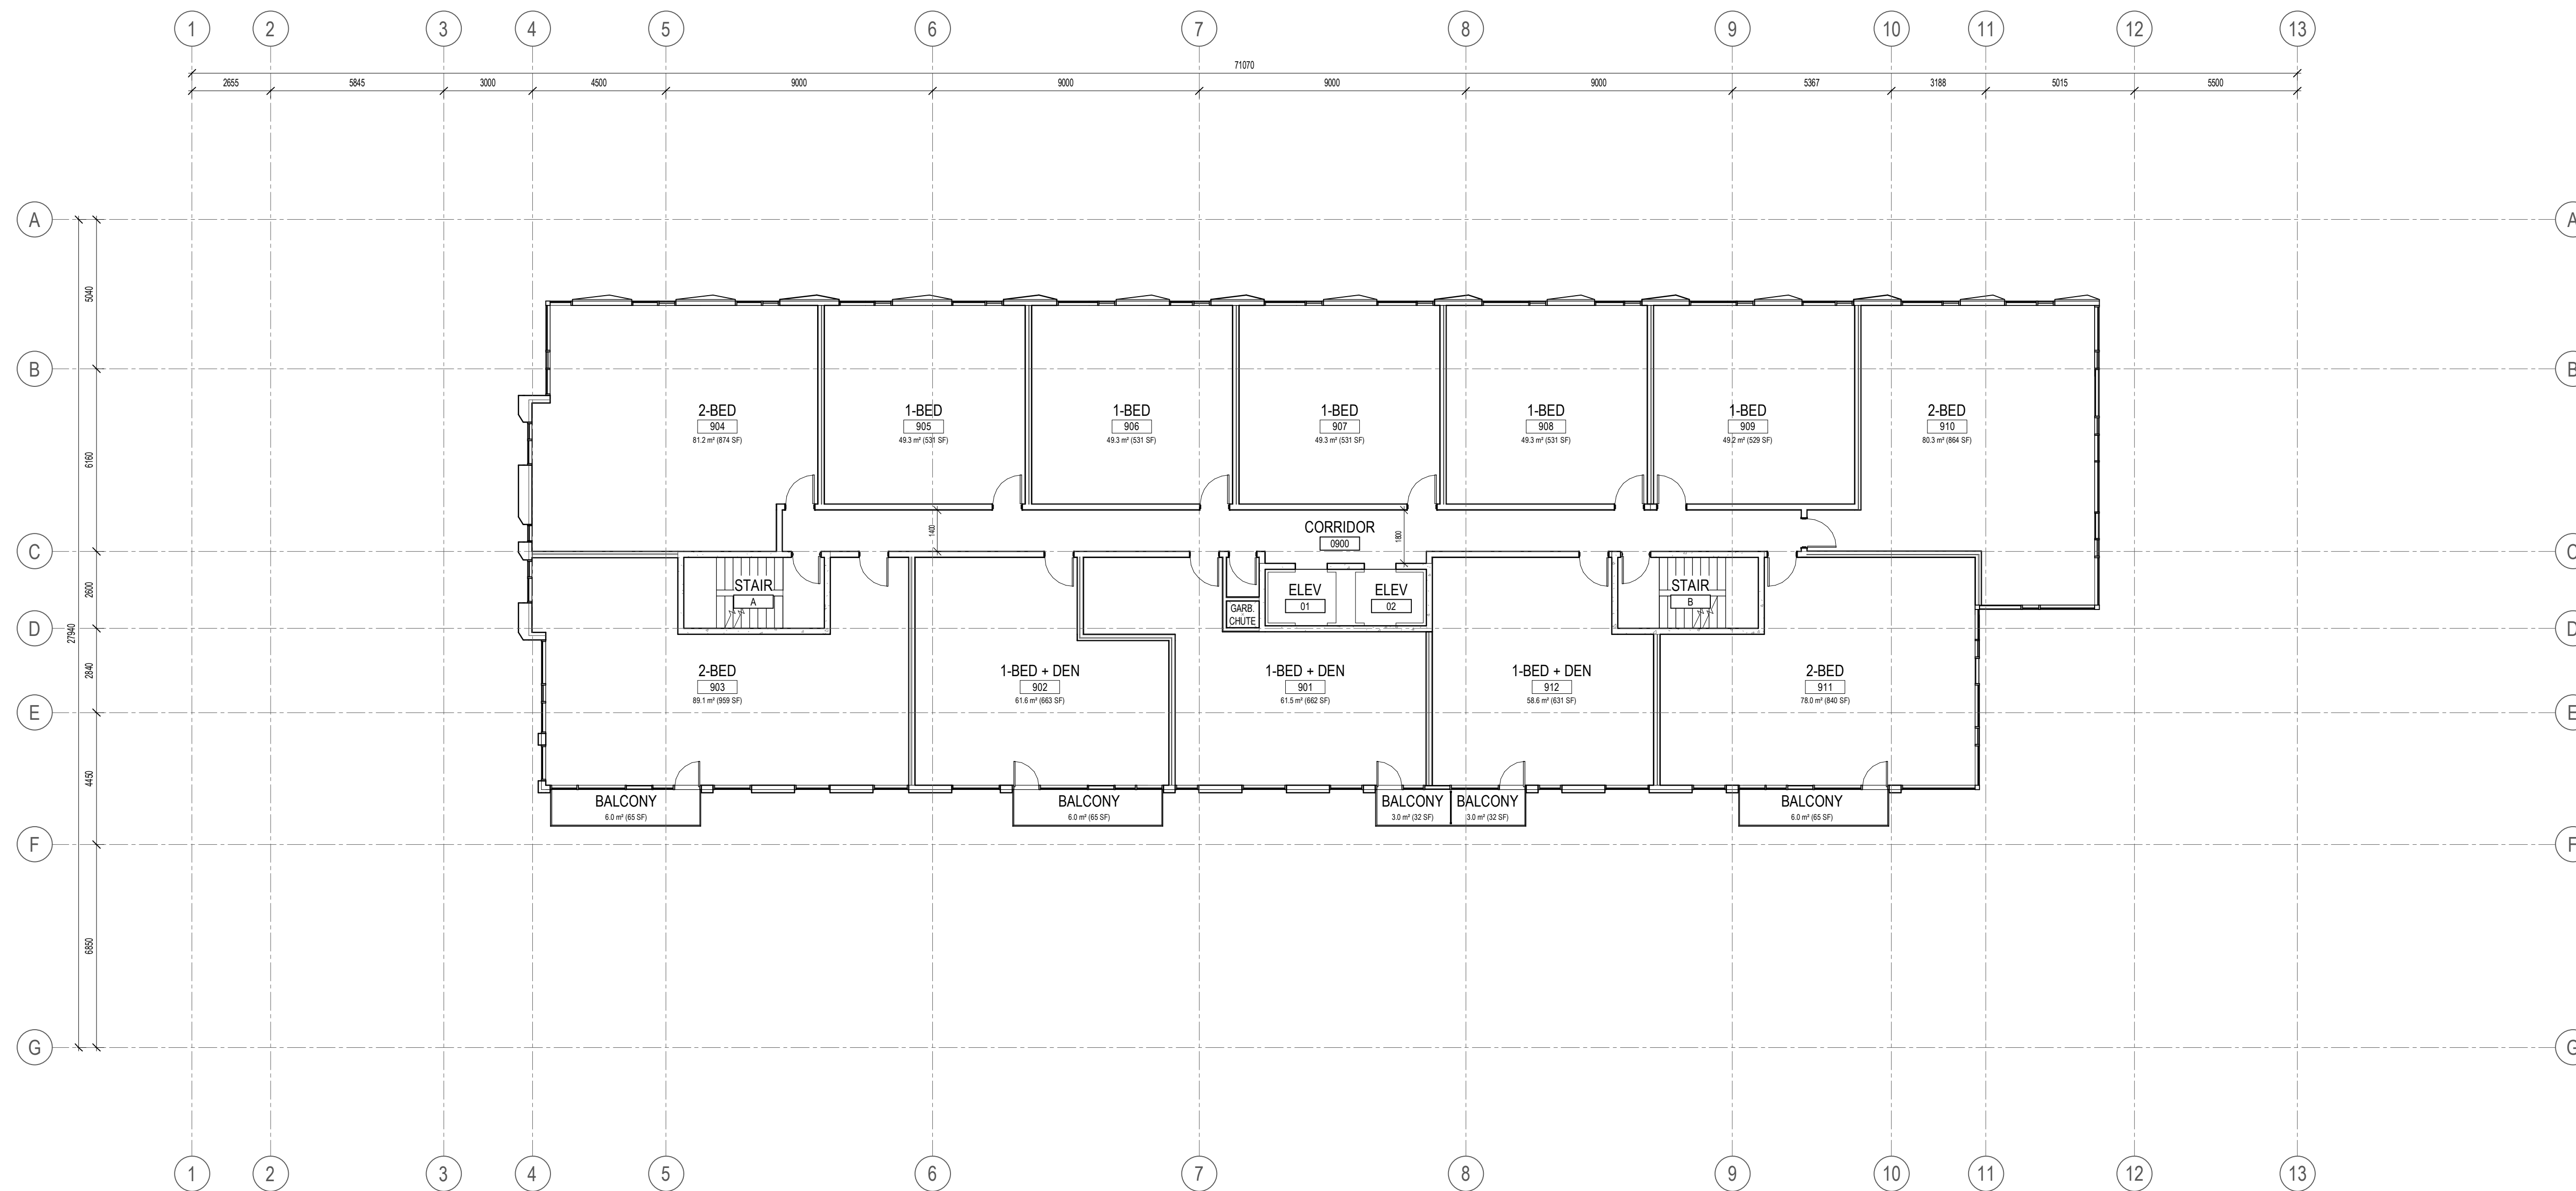 1 2 3 4 5 6 7 8 9 10 11 12 13
71070
2655 5845 3000 4500 9000 9000 9000 9000 5367 3188 5015 5500
A A
5040
B B
2-BED 1-BED 1-BED 1-BED 1-BED 1-BED 2-BED
904 905 906 907 908 909 910
81.2 m² (874 SF) 49.3 m² (531 SF) 49.3 m² (531 SF) 49.3 m² (531 SF) 49.3 m² (531 SF) 49.2 m² (529 SF) 80.3 m² (864 SF)
6160
CORRIDOR
0900
1400 1800
C C
STAIR ELEV ELEV STAIR
A 01 02 B
GARB.
CHUTE
2600
D D
27940
2840
2-BED 1-BED + DEN 1-BED + DEN 1-BED + DEN 2-BED
903 902 901 912 911
89.1 m² (959 SF) 61.6 m² (663 SF) 61.5 m² (662 SF) 58.6 m² (631 SF) 78.0 m² (840 SF)
E E
4450
BALCONY BALCONY BALCONY BALCONY BALCONY
6.0 m² (65 SF) 6.0 m² (65 SF) 3.0 m² (32 SF) 3.0 m² (32 SF) 6.0 m² (65 SF)
F F
6850
G G
1 2 3 4 5 6 7 8 9 10 11 12 13